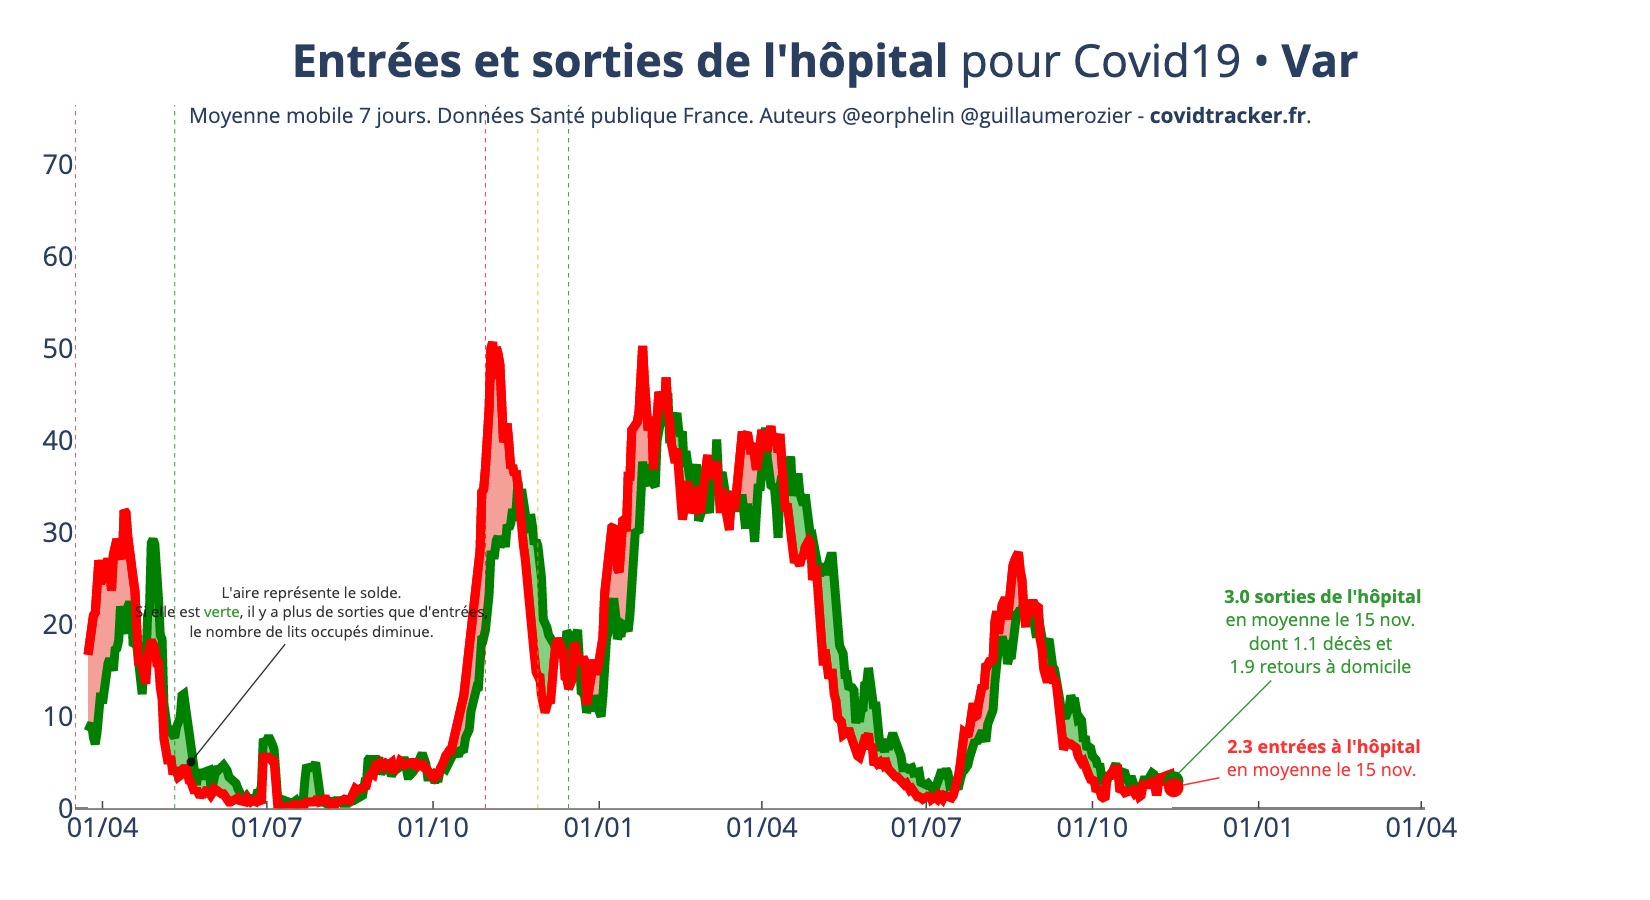 Entrées et sorties de l'hôpital pour Covid19 • Var
Moyenne mobile 7 jours. Données Santé publique France. Auteurs @eorphelin @guillaumerozier - covidtracker.fr.
70
60
50
40
30
20
10
0
L'aire représente le solde.
Si elle est verte, il y a plus de sorties que d'entrées,
le nombre de lits occupés diminue.
3.0 sorties de l'hôpital
en moyenne le 15 nov.
dont 1.1 décès et
1.9 retours à domicile
2.3 entrées à l'hôpital
en moyenne le 15 nov.
01/04 01/07 01/10 01/01 01/04 01/07 01/10 01/01 01/04